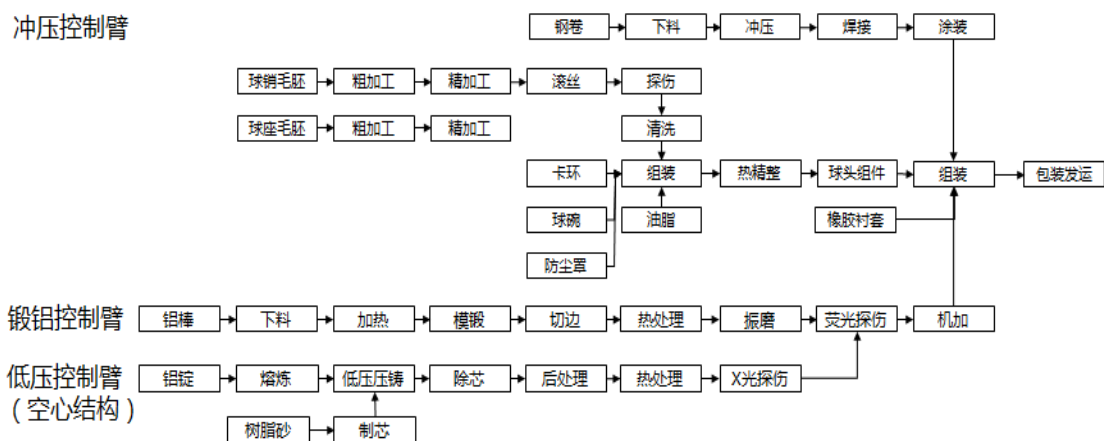 冲压控制臂
钢卷 下料 冲压 焊接 涂装
球销毛胚 粗加工 精加工 滚丝 探伤
球座毛胚 粗加工 精加工 清洗
卡环 组装 热精整 球头组件 组装 包装发运
球碗 油脂 橡胶衬套
防尘罩
锻铝控制臂 铝棒 下料 加热 模锻 切边 热处理 振磨 荧光探伤 机加
低压控制臂 铝锭 熔炼 低压压铸 除芯 后处理 热处理 X光探伤
（空心结构）
树脂砂 制芯